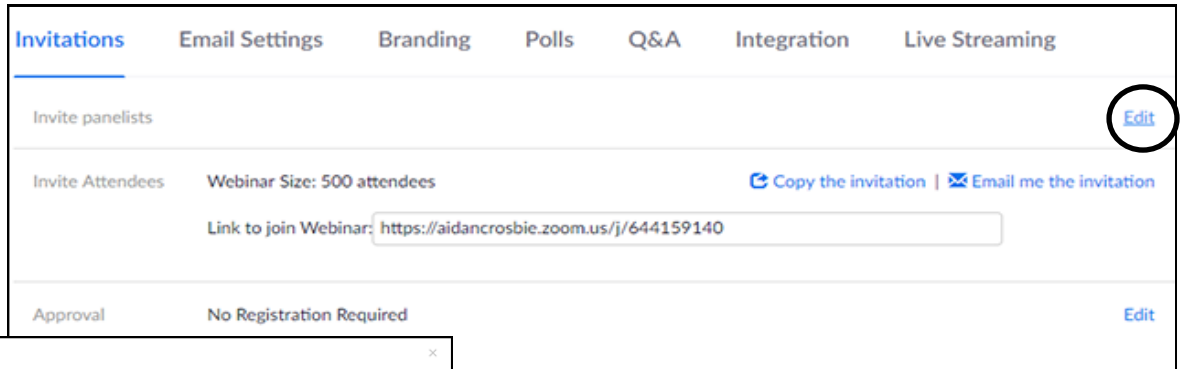 Invitations Email Settings Branding Polls Q&A Integration Live Streaming
Invite panelists Edit
Invite Attendees Webinar Size: 500 attendees Copy the invitation | Email me the invitation
Link to join Webinar: https://aidancrosbie.zoom.us/j/644159140
Approval No Registration Required Edit
×